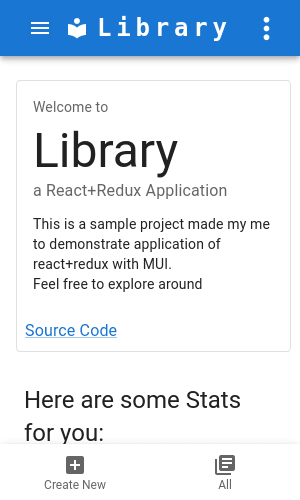 Library
Welcome to
Library
a React+Redux Application
This is a sample project made my me
to demonstrate application of
react+redux with MUI.
Feel free to explore around
Source Code
Here are some Stats
for you:
Create New
All